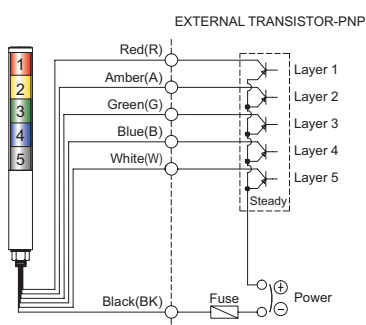 EXTERNAL TRANSISTOR-PNP
Red(R)
1
Layer 1
Amber(A)
2
Layer 2
Green(G)
3
Layer 3
Blue(B)
4
Layer 4
White(W)
5
Layer 5
Steady
Black(BK)
Fuse
+
Power
-